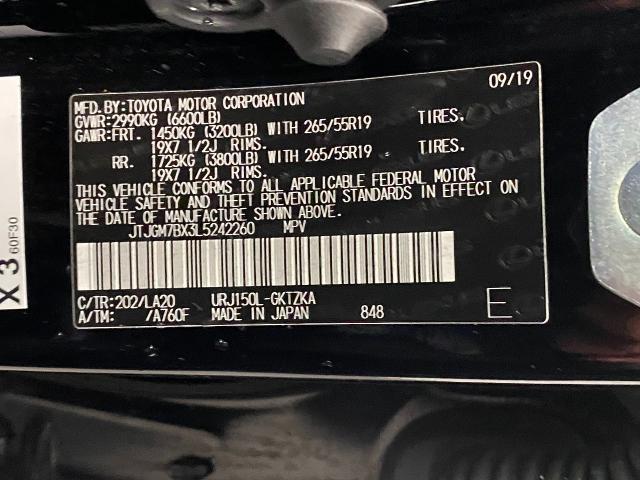 09/19
MFD.BY:TOYOTA MOTOR CORPORATION
GVWR:2990KG (6600LB)
GAWR:FRT. 1450KG (3200LB) WITH 265/55R19 TIRES.
19X7 1/2J RIMS.
RR. 1725KG (3800LB) WITH 265/55R19 TIRES.
19X7 1/2J RIMS.
THIS VEHICLE CONFORMS TO ALL APPLICABLE FEDERAL MOTOR
VEHICLE SAFETY AND THEFT PREVENTION STANDARDS IN EFFECT ON
THE DATE OF MANUFACTURE SHOWN ABOVE.
JTJGM7BX3L5242260 MPV
C/TR:202/LA20 URJ150L-GKTZKA
A/TM: /A760F MADE IN JAPAN 848
E
X 3
60F30